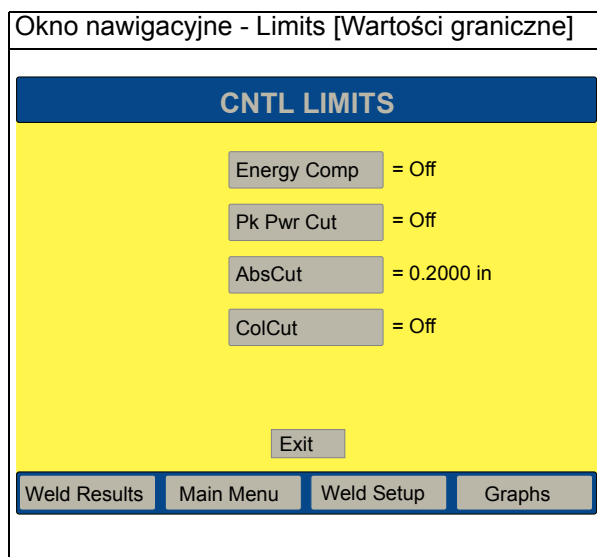 Okno nawigacyjne - Limits [Wartości graniczne]
CNTL LIMITS
Energy Comp = Off
Pk Pwr Cut = Off
AbsCut = 0.2000 in
ColCut = Off
Exit
Weld Results Main Menu Weld Setup Graphs